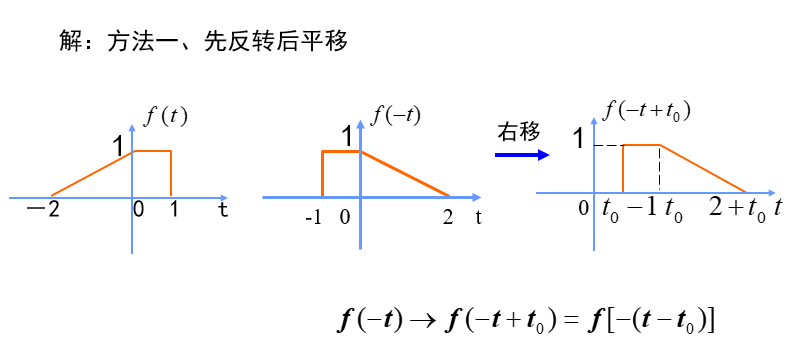 解：方法一、先反转后平移
f(t)
1
－2 0 1 t
f(−t)
1
-1 0 2 t
右移
f(−t+t₀)
1
0 t₀−1 t₀ 2+t₀ t
f(−t)→f(−t+t₀)=f[−(t−t₀)]